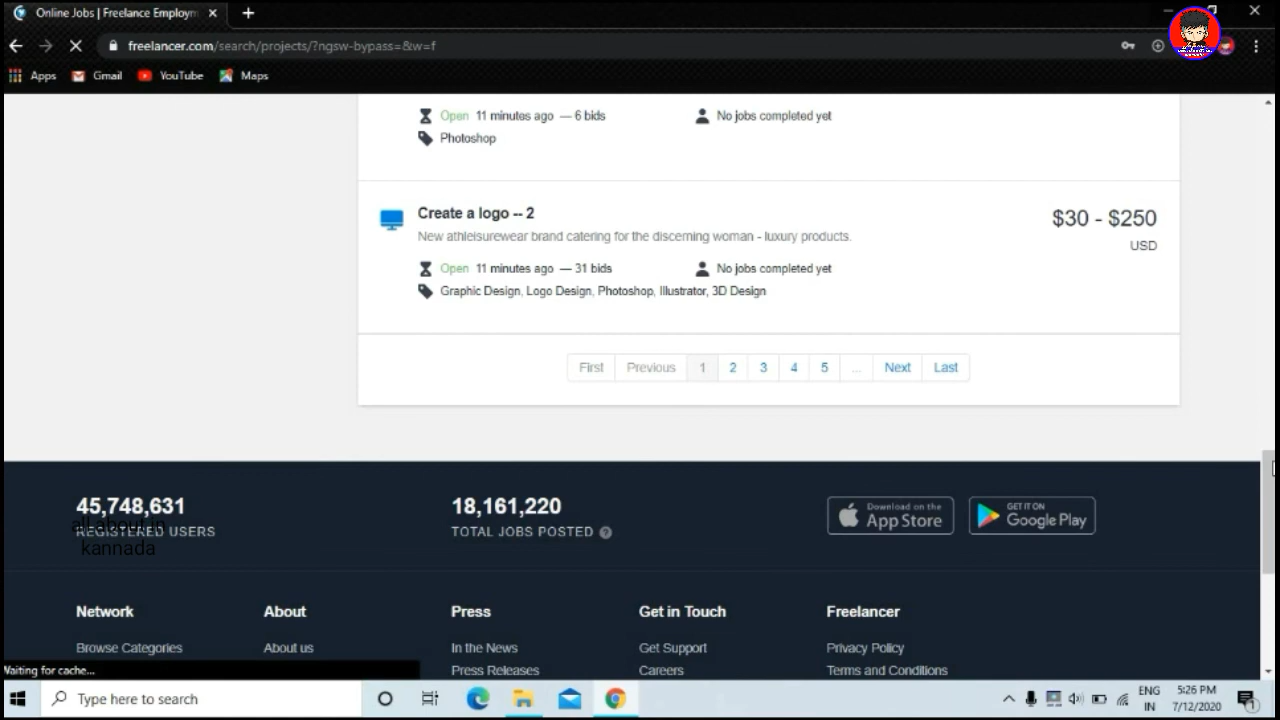 Online Jobs | Freelance Employm
freelancer.com/search/projects/?ngsw-bypass=&w=f
Apps Gmail YouTube Maps
Open 11 minutes ago — 6 bids No jobs completed yet
Photoshop
Create a logo -- 2 $30 - $250
New athleisurewear brand catering for the discerning woman - luxury products. USD
Open 11 minutes ago — 31 bids No jobs completed yet
Graphic Design, Logo Design, Photoshop, Illustrator, 3D Design
First Previous 1 2 3 4 5 ... Next Last
45,748,631 18,161,220 Download on the App Store GET IT ON Google Play
REGISTERED USERS TOTAL JOBS POSTED
all about in
kannada
Network About Press Get in Touch Freelancer
Browse Categories About us In the News Get Support Privacy Policy
Press Releases Careers Terms and Conditions
Waiting for cache...
Type here to search ENG 5:26 PM
IN 7/12/2020